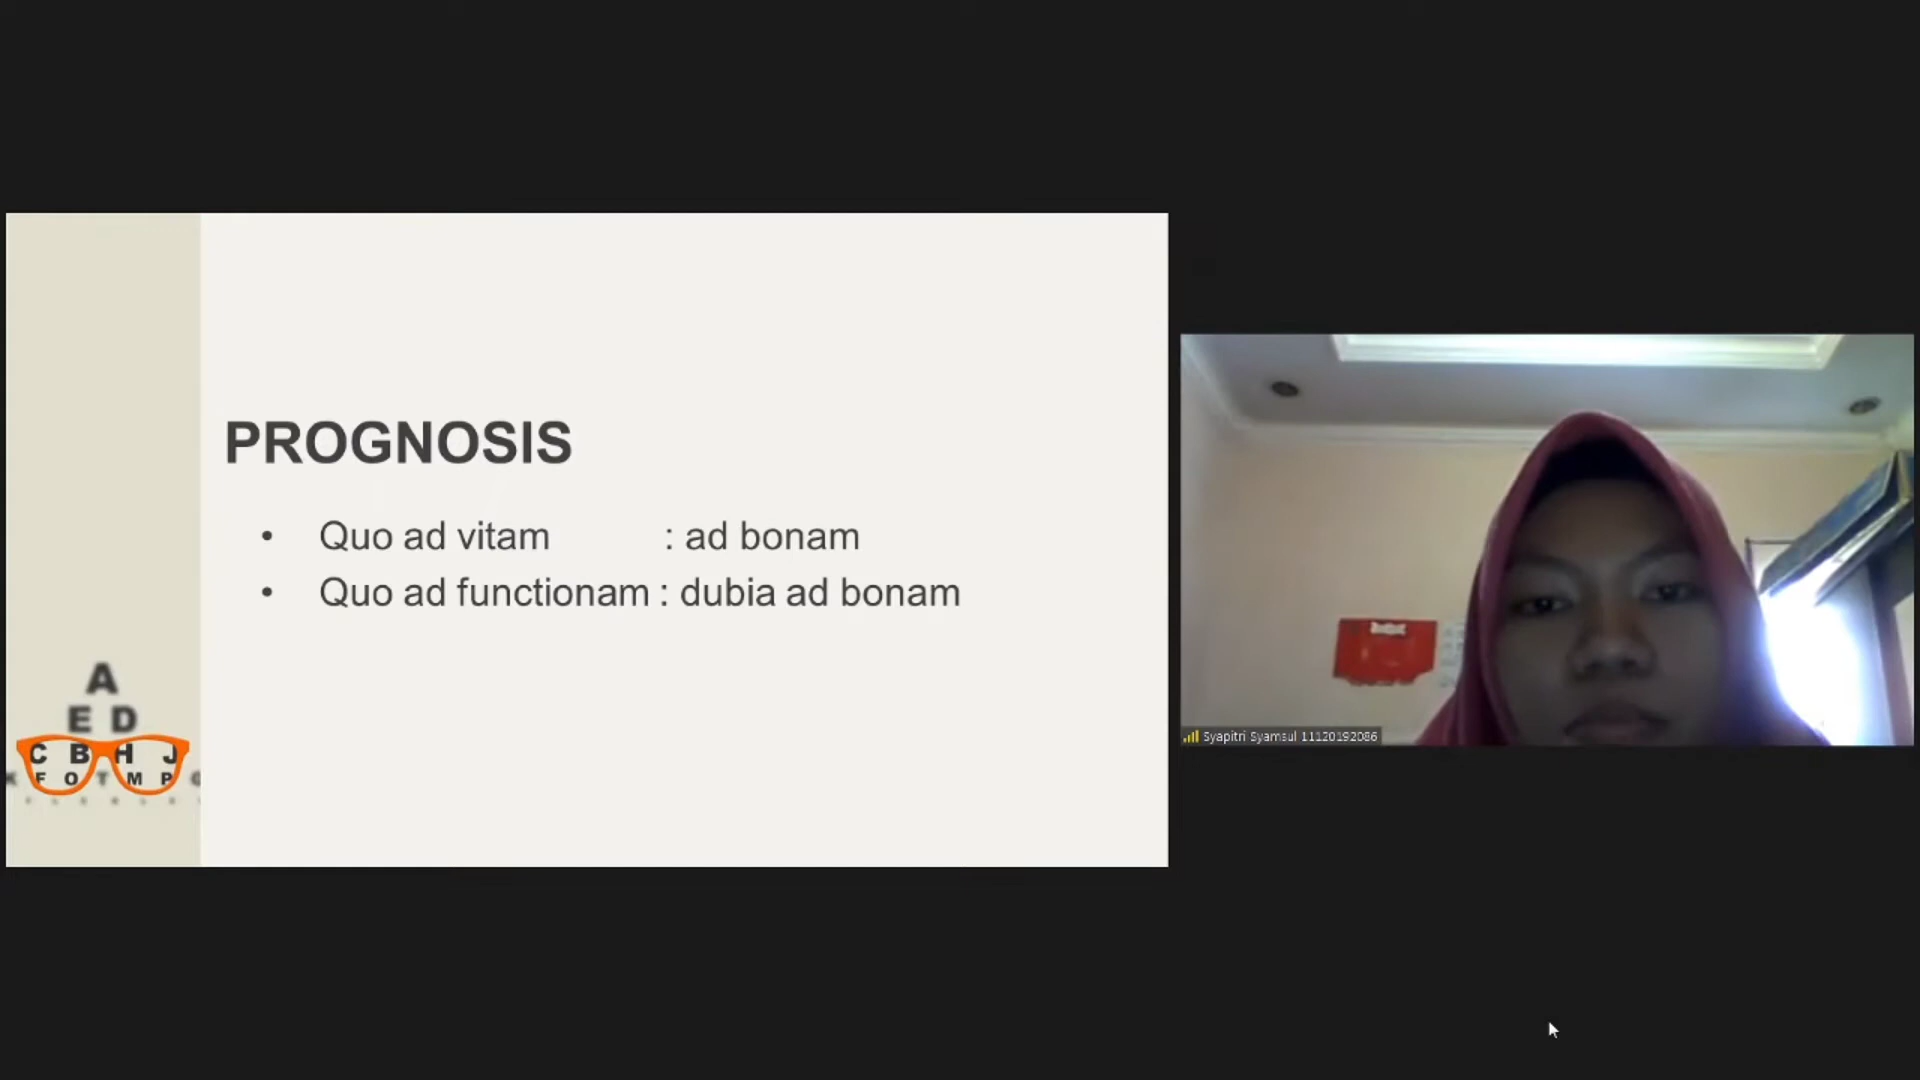 PROGNOSIS
• Quo ad vitam : ad bonam
• Quo ad functionam : dubia ad bonam
A
E D
C B H J
K F O T M P G
Syapitri Syamsul 11120192086